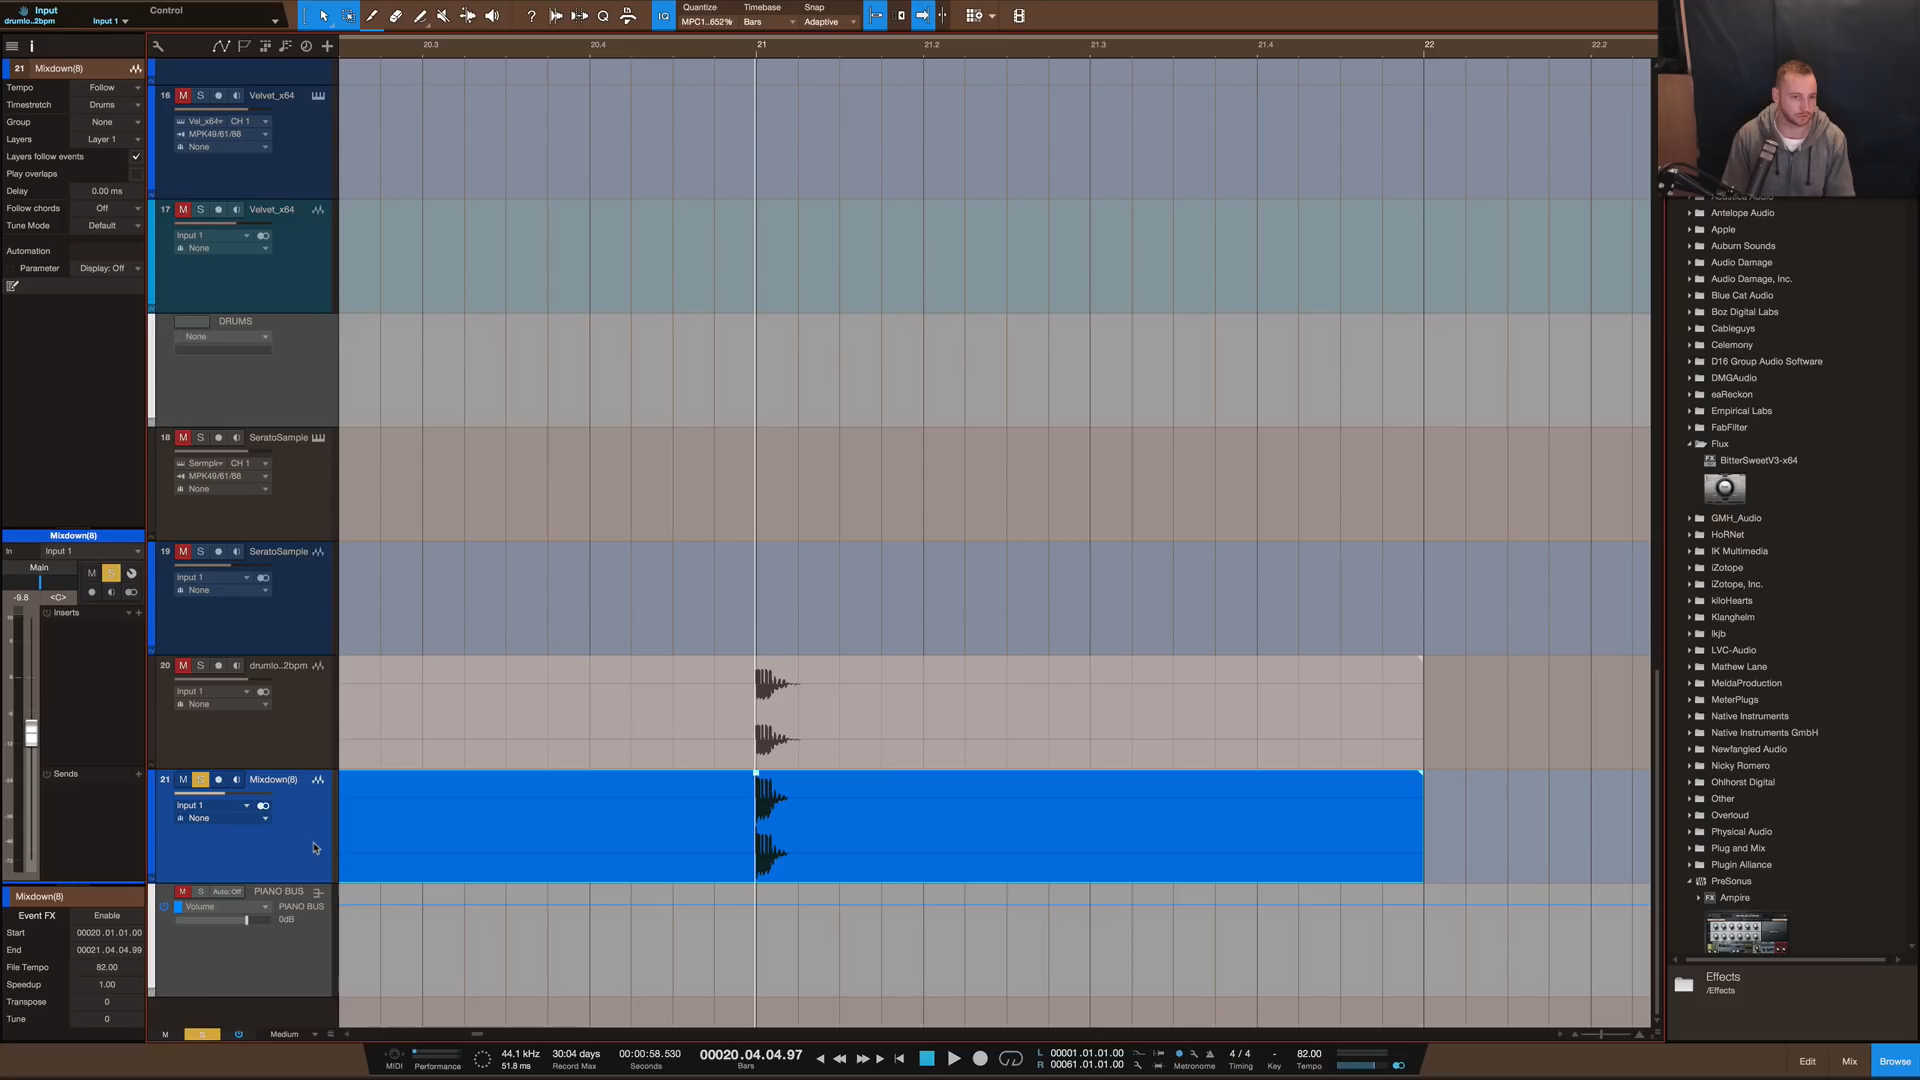 Input
Control
drumlo..2bpm
Input 1
Quantize
Timebase
Snap
IQ
MPC1...652%
Bars
Adaptive
20.3
20.4
21
21.2
21.3
21.4
22
22.2
21 Mixdown(8)
Tempo Follow
Timestretch Drums
Group None
Layers Layer 1
Layers follow events
Play overlaps
Delay 0.00 ms
Follow chords Off
Tune Mode Default
Automation
Parameter Display: Off
16 M S Velvet_x64
Vel_x64 CH 1
MPK49/61/88
None
17 M S Velvet_x64
Input 1
None
DRUMS
None
18 M S SeratoSample
CH 1
MPK49/61/88
None
19 M S SeratoSample
Input 1
None
20 M S drumlo..2bpm
Input 1
None
21 M S Mixdown(8)
Input 1
None
M S Auto: Off PIANO BUS
Volume PIANO BUS
0dB
M S Medium
Mixdown(8)
In Input 1
Main
M S
-9.8 <C>
Inserts
Sends
Mixdown(8)
Event FX Enable
Start 00020.01.01.00
End 00021.04.04.99
File Tempo 82.00
Speedup 1.00
Transpose 0
Tune 0
Antelope Audio
Apple
Auburn Sounds
Audio Damage
Audio Damage, Inc.
Blue Cat Audio
Boz Digital Labs
Cableguys
Celemony
D16 Group Audio Software
DMGAudio
eaReckon
Empirical Labs
FabFilter
Flux
FX BitterSweetV3-x64
GMH_Audio
HoRNet
IK Multimedia
iZotope
iZotope, Inc.
kiloHearts
Klanghelm
lkjb
LVC-Audio
Mathew Lane
MeldaProduction
MeterPlugs
Native Instruments
Native Instruments GmbH
Newfangled Audio
Nicky Romero
Ohlhorst Digital
Other
Overloud
Physical Audio
Plug and Mix
Plugin Alliance
PreSonus
FX Ampire
Effects
/Effects
MIDI
Performance
44.1 kHz
51.8 ms
30:04 days
Record Max
00:00:58.530
Seconds
00020.04.04.97
Bars
L 00001.01.01.00
R 00061.01.01.00
Metronome
4 / 4
Timing
-
Key
82.00
Tempo
Edit
Mix
Browse